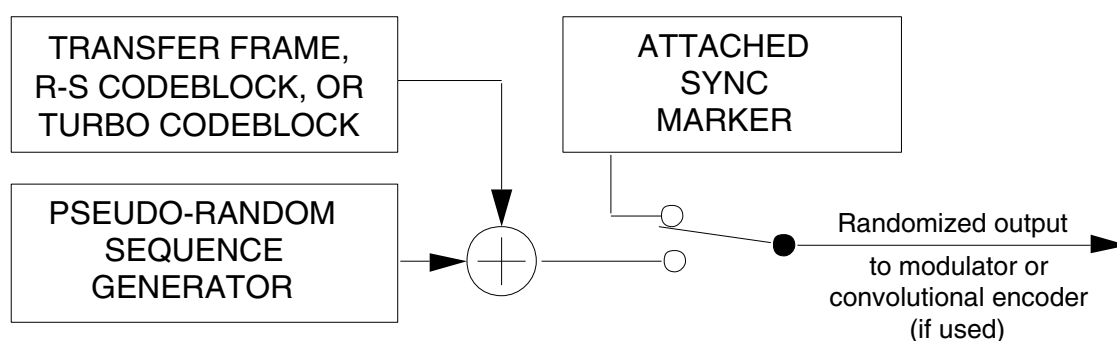 TRANSFER FRAME,
R-S CODEBLOCK, OR
TURBO CODEBLOCK
ATTACHED
SYNC
MARKER
PSEUDO-RANDOM
SEQUENCE
GENERATOR
Randomized output
to modulator or
convolutional encoder
(if used)